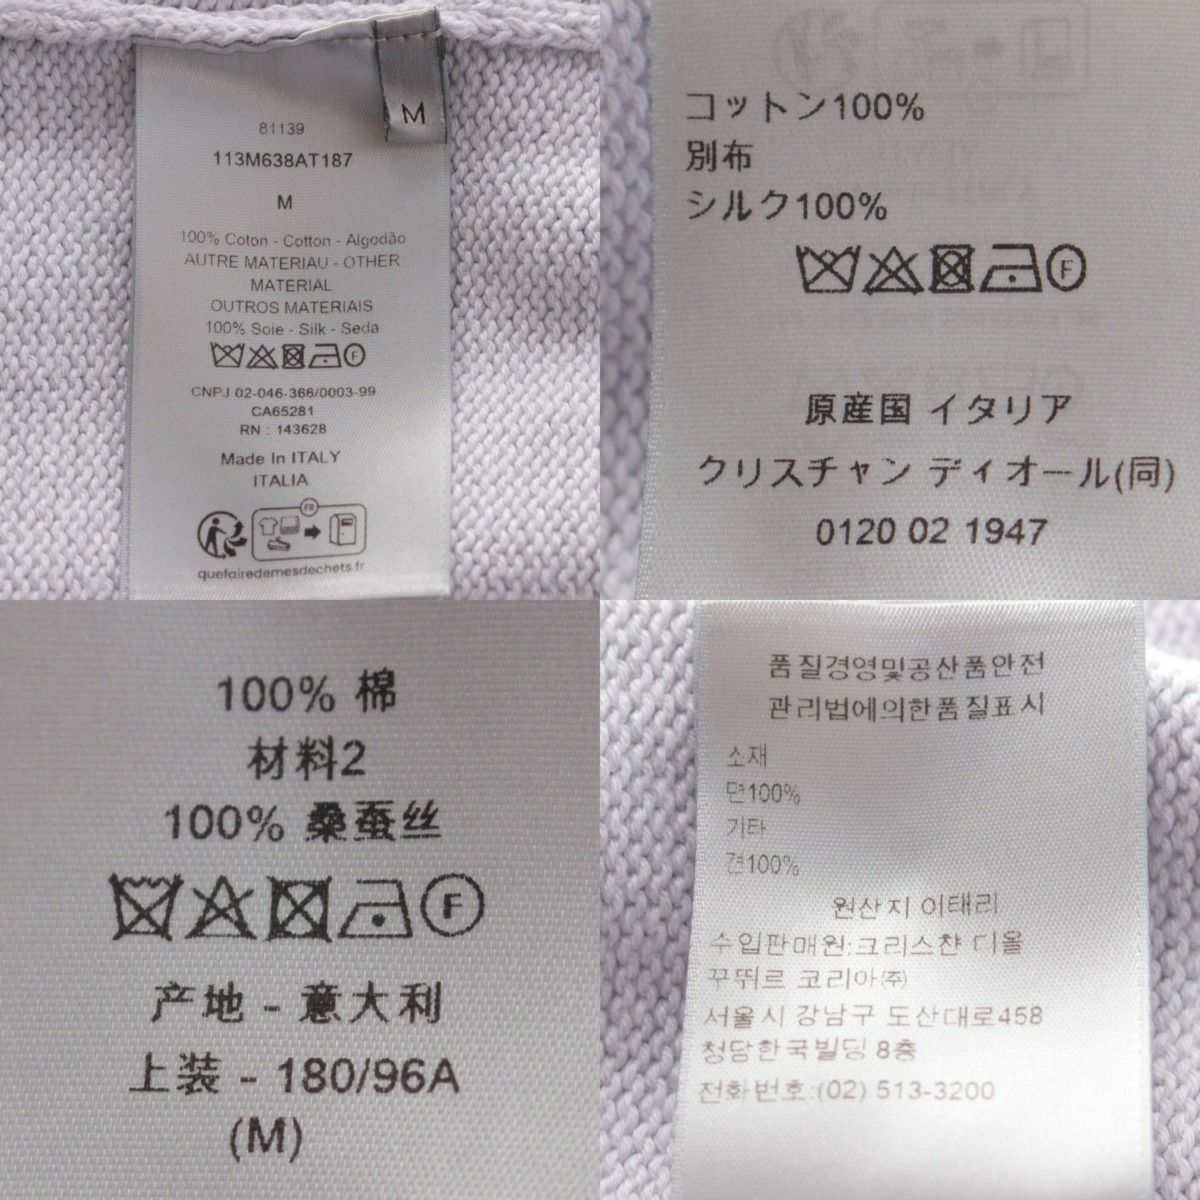 M
81139
113M638AT187
M
100% Coton - Cotton - Algodão
AUTRE MATERIAU - OTHER
MATERIAL
OUTROS MATERIAIS
100% Soie - Silk - Seda
F
CNPJ 02-046-366/0003-99
CA65281
RN : 143628
Made In ITALY
ITALIA
FR
quefairedemesdechets.fr
コットン100%
別布
シルク100%
F
原産国 イタリア
クリスチャン ディオール(同)
0120 02 1947
100% 棉
材料2
100% 桑蚕丝
F
产地 - 意大利
上装 - 180/96A
(M)
품질경영및공산품안전
관리법에의한품질표시
소재
면100%
기타
견100%
원산지 이태리
수입판매원:크리스챤 디올
꾸뛰르 코리아㈜
서울시 강남구 도산대로458
청담한국빌딩 8층
전화번호:(02) 513-3200